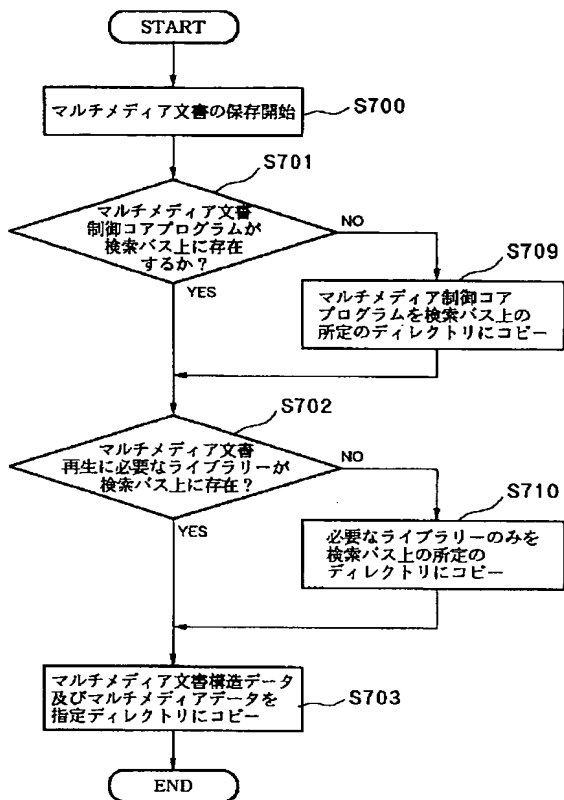 START
マルチメディア文書の保存開始
S700
S701
マルチメディア文書
制御コアプログラムが
検索バス上に存在
するか?
NO
YES
S709
マルチメディア制御コア
プログラムを検索バス上の
所定のディレクトリにコピー
S702
マルチメディア文書
再生に必要なライブラリーが
検索バス上に存在?
NO
YES
S710
必要なライブラリーのみを
検索バス上の所定の
ディレクトリにコピー
マルチメディア文書構造データ
及びマルチメディアデータを
指定ディレクトリにコピー
S703
END